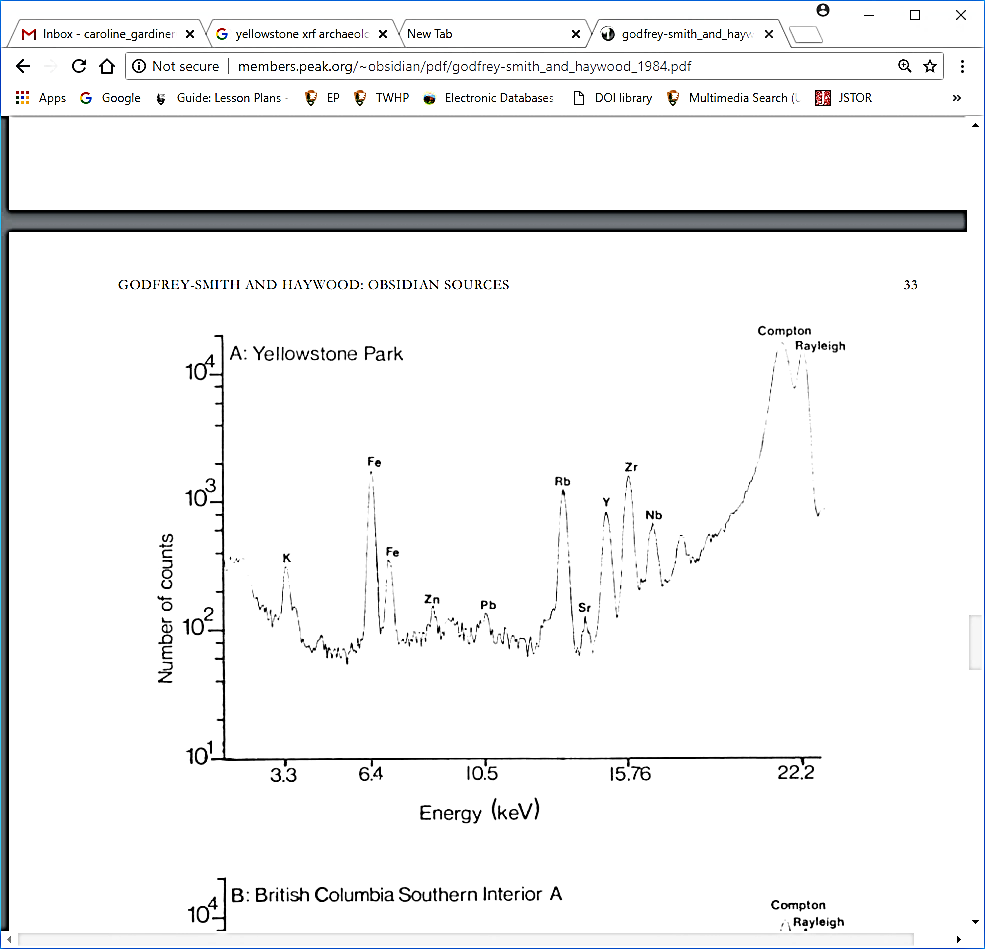 Inbox - caroline_gardiner
yellowstone xrf archaeolo
New Tab
godfrey-smith_and_hayw
Not secure | members.peak.org/~obsidian/pdf/godfrey-smith_and_haywood_1984.pdf
Apps Google Guide: Lesson Plans - EP TWHP Electronic Databases DOI library Multimedia Search (U JSTOR »
GODFREY-SMITH AND HAYWOOD: OBSIDIAN SOURCES 33
A: Yellowstone Park
Compton
Rayleigh
10⁴
Fe
Zr
Rb
10³
Y
Nb
K
Fe
Zn
Pb
Sr
10²
10¹
Number of counts
3.3 6.4 10.5 15.76 22.2
Energy (keV)
B: British Columbia Southern Interior A
10⁴
Compton
Rayleigh